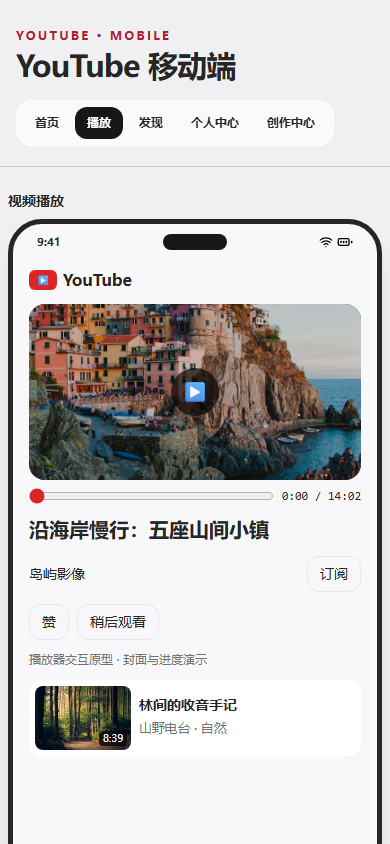 YOUTUBE • MOBILE
YouTube 移动端
首页 播放 发现 个人中心 创作中心
视频播放
9:41
YouTube
0:00 / 14:02
沿海岸慢行：五座山间小镇
岛屿影像 订阅
赞 稍后观看
播放器交互原型 · 封面与进度演示
林间的收音手记
山野电台 · 自然
8:39